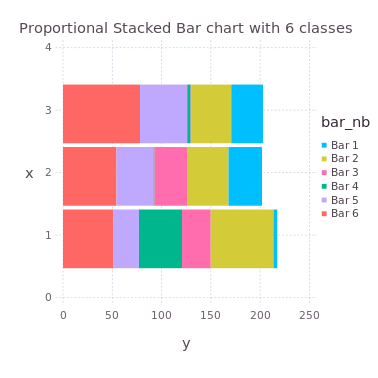 Proportional Stacked Bar chart with 6 classes
4
3
2
1
0
x
0 50 100 150 200 250
y
bar_nb
Bar 1
Bar 2
Bar 3
Bar 4
Bar 5
Bar 6